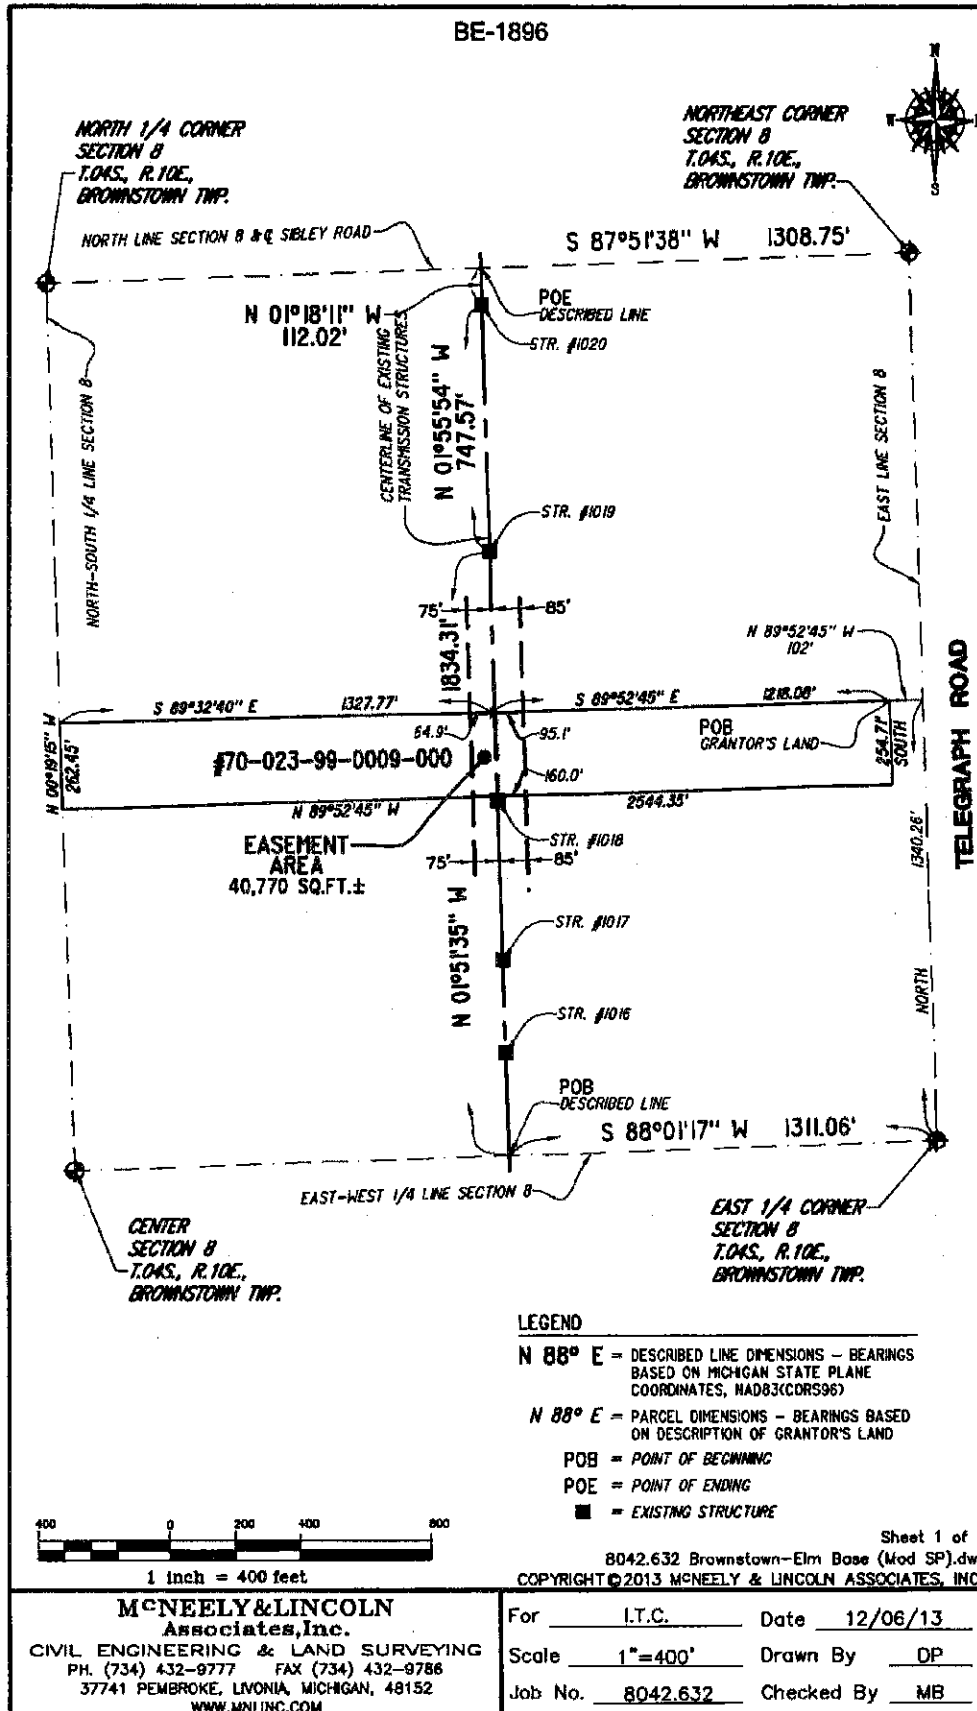 BE-1896
N
W
S
NORTH 1/4 CORNER
SECTION 8
T.04S., R.10E.,
BROWNSTOWN TWP.
NORTHEAST CORNER
SECTION 8
T.04S., R.10E.,
BROWNSTOWN TWP.
NORTH LINE SECTION 8 & ℄ SIBLEY ROAD
S 87°51'38" W 1308.75'
N 01°18'11" W
112.02'
POE
DESCRIBED LINE
STR. #1020
CENTERLINE OF EXISTING
TRANSMISSION STRUCTURES
N 01°55'54" W
747.57'
NORTH-SOUTH 1/4 LINE SECTION 8
EAST LINE SECTION 8
STR. #1019
75'
85'
1834.31'
N 89°52'45" W
102'
TELEGRAPH ROAD
S 89°32'40" E 1327.77'
S 89°52'45" E 1218.08'
64.9'
95.1'
POB
GRANTOR'S LAND
254.71'
SOUTH
N 00°19'15" W
262.45'
#70-023-99-0009-000
160.0'
N 89°52'45" W
2544.35'
EASEMENT
AREA
40,770 SQ.FT.±
STR. #1018
75'
85'
1340.26'
NORTH
N 01°51'35" W
STR. #1017
STR. #1016
POB
DESCRIBED LINE
S 88°01'17" W 1311.06'
EAST-WEST 1/4 LINE SECTION 8
CENTER
SECTION 8
T.04S., R.10E.,
BROWNSTOWN TWP.
EAST 1/4 CORNER
SECTION 8
T.04S., R.10E.,
BROWNSTOWN TWP.
LEGEND
N 88° E = DESCRIBED LINE DIMENSIONS - BEARINGS
BASED ON MICHIGAN STATE PLANE
COORDINATES, NAD83(CORS96)
N 88° E = PARCEL DIMENSIONS - BEARINGS BASED
ON DESCRIPTION OF GRANTOR'S LAND
POB = POINT OF BEGINNING
POE = POINT OF ENDING
■ = EXISTING STRUCTURE
400 0 200 400 800
1 inch = 400 feet
Sheet 1 of
8042.632 Brownstown-Elm Base (Mod SP).dw
COPYRIGHT © 2013 McNEELY & LINCOLN ASSOCIATES, INC
McNEELY&LINCOLN
Associates,Inc.
CIVIL ENGINEERING & LAND SURVEYING
PH. (734) 432-9777 FAX (734) 432-9786
37741 PEMBROKE, LIVONIA, MICHIGAN, 48152
WWW.MNLINC.COM
For I.T.C. Date 12/06/13
Scale 1"=400' Drawn By DP
Job No. 8042.632 Checked By MB